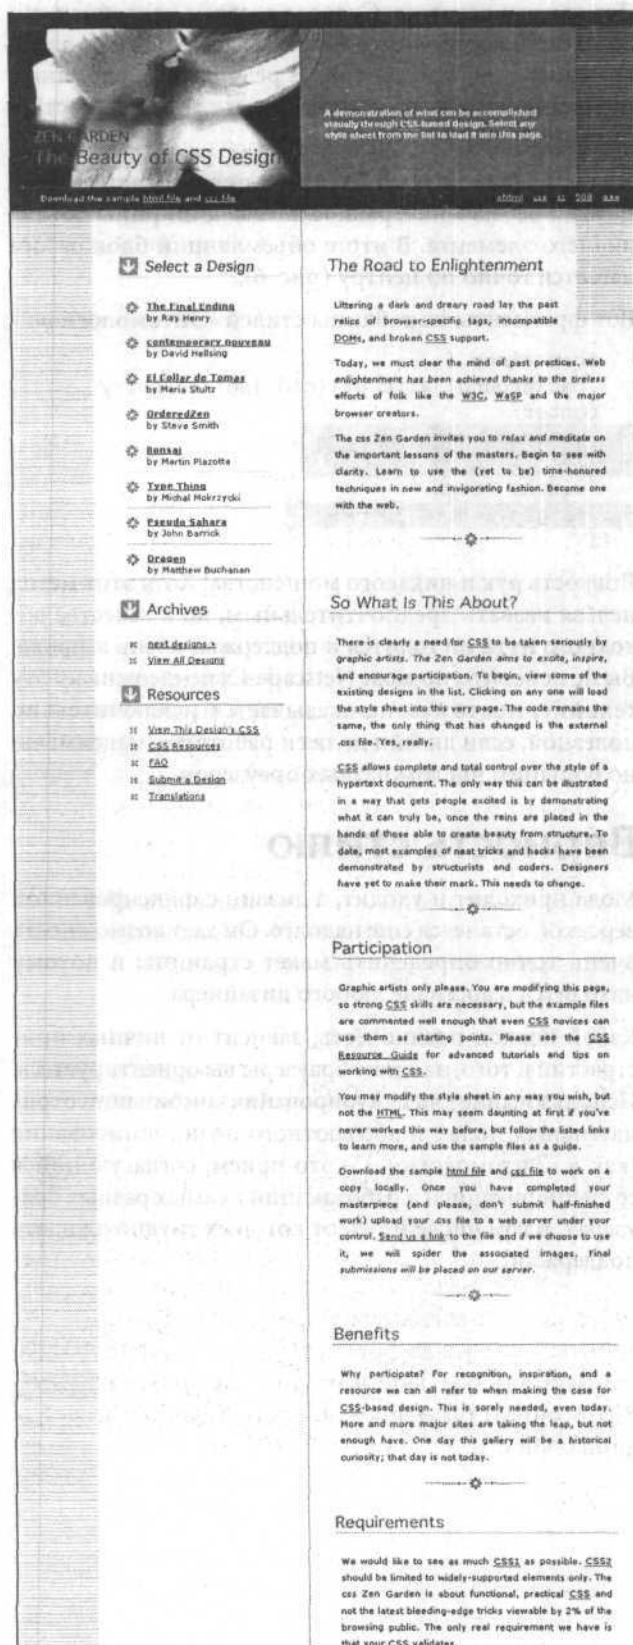 A demonstration of what can be accomplished
visually through CSS-based design. Select any
style sheet from the list to load it into this page.
ZEN GARDEN
The Beauty of CSS Design
Download the sample html file and css file
xhtml css cc 508 aaa
Select a Design
The Final Ending
by Ray Henry
contemporary nouveau
by David Hellsing
El Collar de Tomas
by Maria Stultz
OrderedZen
by Steve Smith
Bonsai
by Martin Plazotta
Type Thing
by Michal Mokrzycki
Pseudo Sahara
by John Barrick
Dragen
by Matthew Buchanan
Archives
next designs >
View All Designs
Resources
View This Design's CSS
CSS Resources
FAQ
Submit a Design
Translations
The Road to Enlightenment
Littering a dark and dreary road lay the past
relics of browser-specific tags, incompatible
DOMs, and broken CSS support.
Today, we must clear the mind of past practices. Web
enlightenment has been achieved thanks to the tireless
efforts of folk like the W3C, WaSP and the major
browser creators.
The css Zen Garden invites you to relax and meditate on
the important lessons of the masters. Begin to see with
clarity. Learn to use the (yet to be) time-honored
techniques in new and invigorating fashion. Become one
with the web.
So What Is This About?
There is clearly a need for CSS to be taken seriously by
graphic artists. The Zen Garden aims to excite, inspire,
and encourage participation. To begin, view some of the
existing designs in the list. Clicking on any one will load
the style sheet into this very page. The code remains the
same, the only thing that has changed is the external
.css file. Yes, really.
CSS allows complete and total control over the style of a
hypertext document. The only way this can be illustrated
in a way that gets people excited is by demonstrating
what it can truly be, once the reins are placed in the
hands of those able to create beauty from structure. To
date, most examples of neat tricks and hacks have been
demonstrated by structurists and coders. Designers
have yet to make their mark. This needs to change.
Participation
Graphic artists only please. You are modifying this page,
so strong CSS skills are necessary, but the example files
are commented well enough that even CSS novices can
use them as starting points. Please see the CSS
Resource Guide for advanced tutorials and tips on
working with CSS.
You may modify the style sheet in any way you wish, but
not the HTML. This may seem daunting at first if you've
never worked this way before, but follow the listed links
to learn more, and use the sample files as a guide.
Download the sample html file and css file to work on a
copy locally. Once you have completed your
masterpiece (and please, don't submit half-finished
work) upload your .css file to a web server under your
control. Send us a link to the file and if we choose to use
it, we will spider the associated images. Final
submissions will be placed on our server.
Benefits
Why participate? For recognition, inspiration, and a
resource we can all refer to when making the case for
CSS-based design. This is sorely needed, even today.
More and more major sites are taking the leap, but not
enough have. One day this gallery will be a historical
curiosity; that day is not today.
Requirements
We would like to see as much CSS1 as possible. CSS2
should be limited to widely-supported elements only. The
css Zen Garden is about functional, practical CSS and
not the latest bleeding-edge tricks viewable by 2% of the
browsing public. The only real requirement we have is
that your CSS validates.